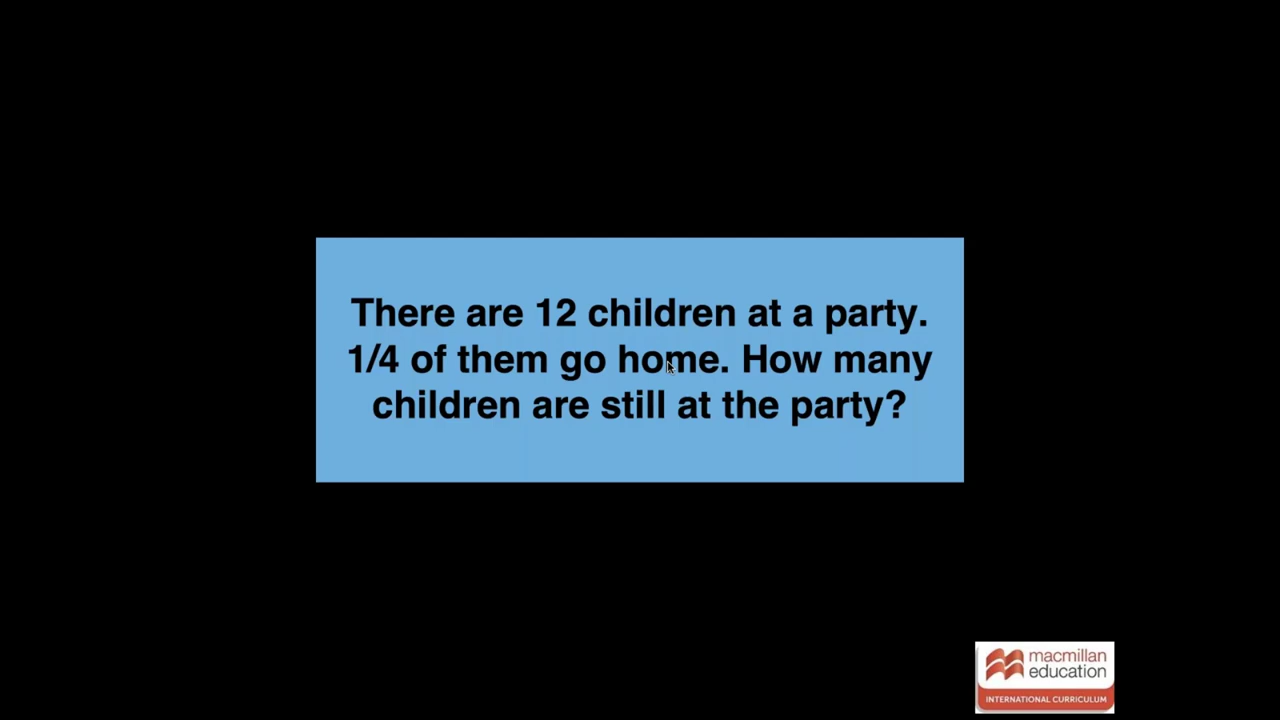 There are 12 children at a party.
1/4 of them go home. How many
children are still at the party?
macmillan
education
INTERNATIONAL CURRICULUM